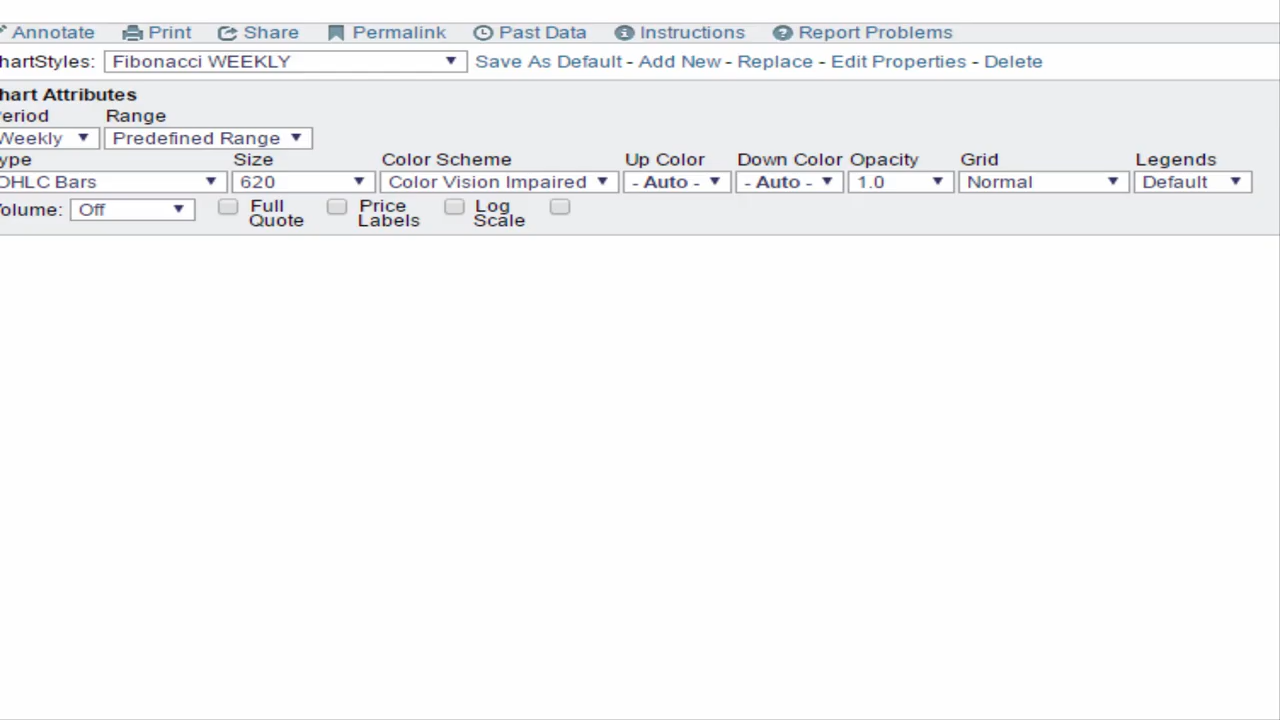 Annotate Print Share Permalink Past Data Instructions Report Problems
hartStyles: Fibonacci WEEKLY Save As Default - Add New - Replace - Edit Properties - Delete
hart Attributes
eriod Range
Weekly Predefined Range
ype Size Color Scheme Up Color Down Color Opacity Grid Legends
OHLC Bars 620 Color Vision Impaired - Auto - - Auto - 1.0 Normal Default
olume: Off Full Quote Price Labels Log Scale